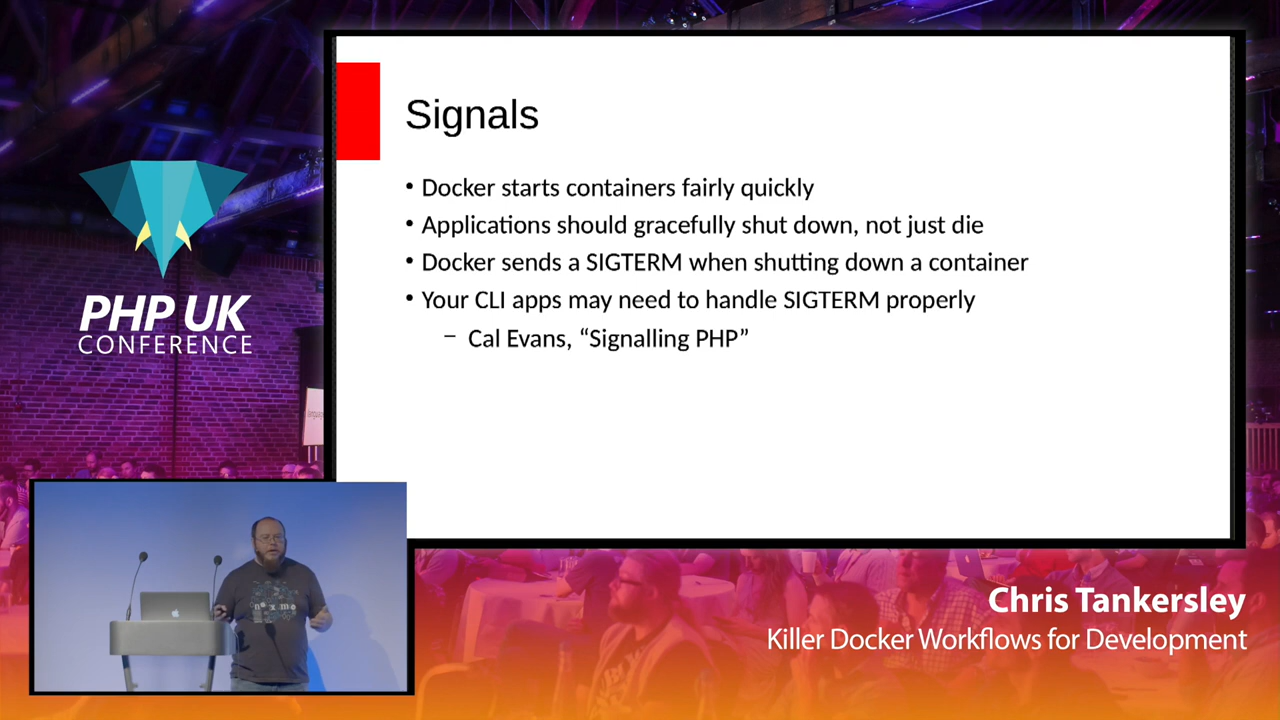 Signals
• Docker starts containers fairly quickly
• Applications should gracefully shut down, not just die
• Docker sends a SIGTERM when shutting down a container
• Your CLI apps may need to handle SIGTERM properly
– Cal Evans, “Signalling PHP”
PHP UK
CONFERENCE
nexmo
Chris Tankersley
Killer Docker Workflows for Development